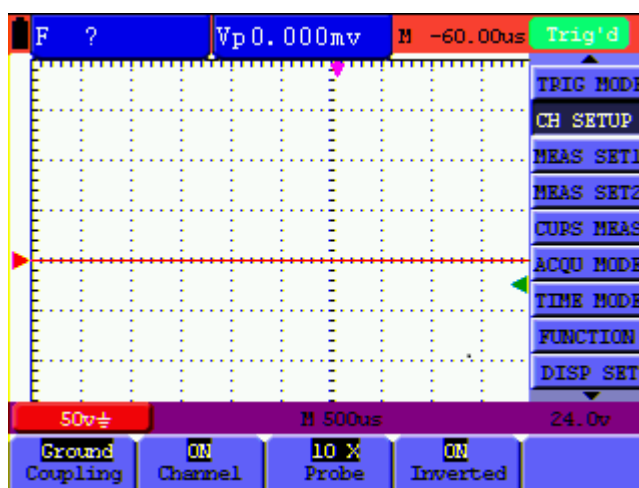 F ?
Vp0.000mv
M -60.00us
Trig'd
TRIG MODE
CH SETUP
MEAS SET1
MEAS SET2
CURS MEAS
ACQU MODE
TIME MODE
FUNCTION
DISP SET
50v
M 500us
24.0v
Ground
Coupling
ON
Channel
10 X
Probe
ON
Inverted